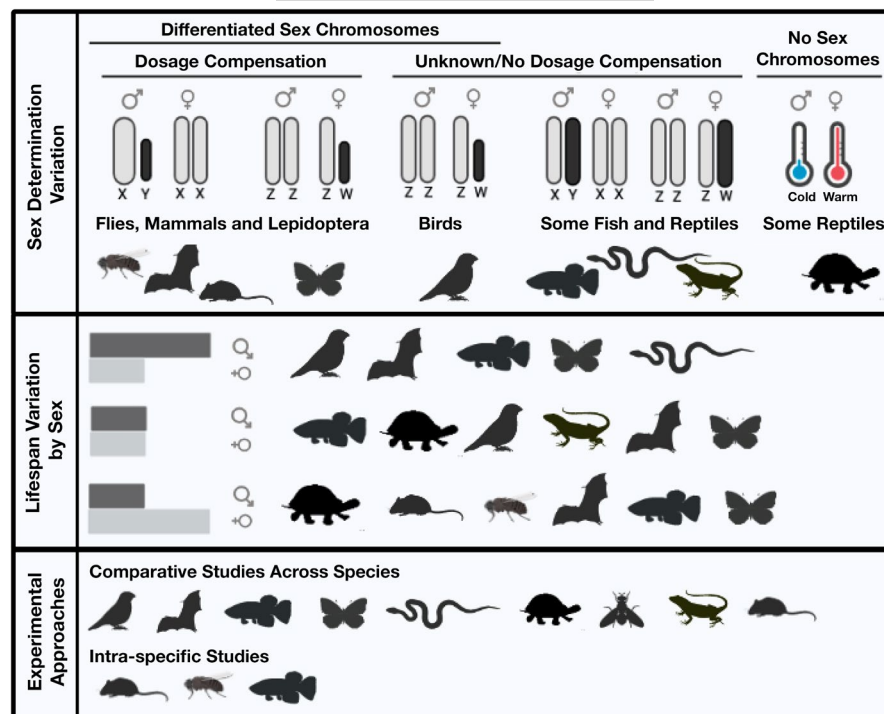 Differentiated Sex Chromosomes
Dosage Compensation
Unknown/No Dosage Compensation
No Sex
Chromosomes
♂ ♀ ♂ ♀ ♂ ♀ ♂ ♀ ♂ ♀ ♂ ♀
X Y X X Z Z Z W Z Z Z W X Y X X Z Z Z W
Cold Warm
Flies, Mammals and Lepidoptera
Birds
Some Fish and Reptiles
Some Reptiles
Sex Determination
Variation
Lifespan Variation
by Sex
♂
♀
♂
♀
♂
♀
Experimental
Approaches
Comparative Studies Across Species
Intra-specific Studies